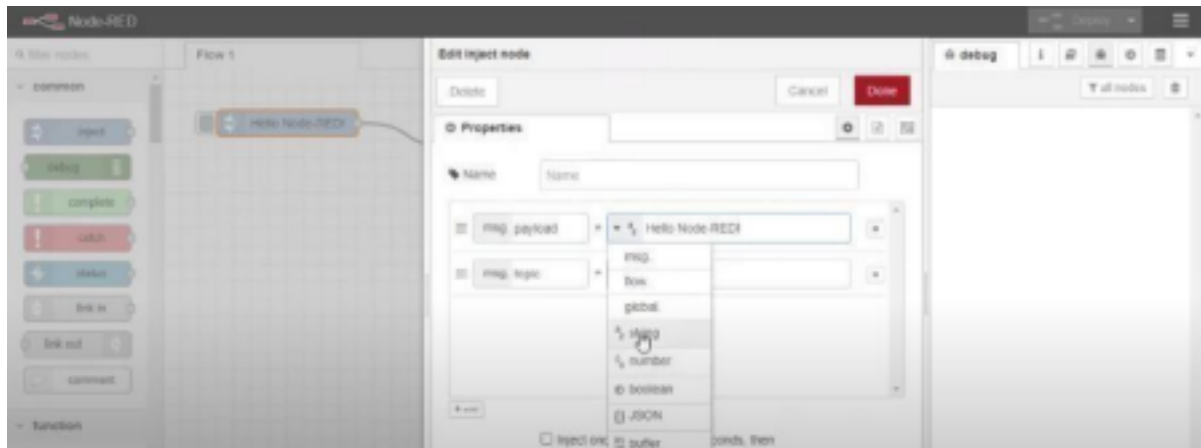 Node-RED
Deploy
filter nodes
Flow 1
Edit inject node
debug
i
all nodes
common
Delete
Cancel
Done
inject
Hello Node-RED!
Properties
debug
Name
Name
complete
msg. payload = Hello Node-RED!
catch
msg.
status
msg. topic =
flow.
link in
global.
string
link out
number
comment
boolean
add
{} JSON
function
Inject onc
buffer
onds, then